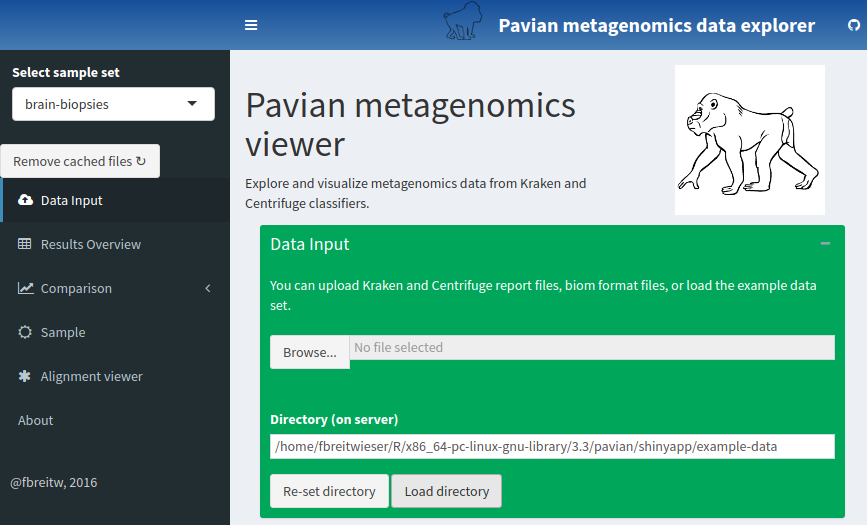 Pavian metagenomics data explorer
Select sample set
brain-biopsies
Remove cached files ↻
Data Input
Results Overview
Comparison
Sample
Alignment viewer
About
@fbreitw, 2016
Pavian metagenomics
viewer
Explore and visualize metagenomics data from Kraken and
Centrifuge classifiers.
Data Input
You can upload Kraken and Centrifuge report files, biom format files, or load the example data
set.
Browse... No file selected
Directory (on server)
/home/fbreitwieser/R/x86_64-pc-linux-gnu-library/3.3/pavian/shinyapp/example-data
Re-set directory Load directory